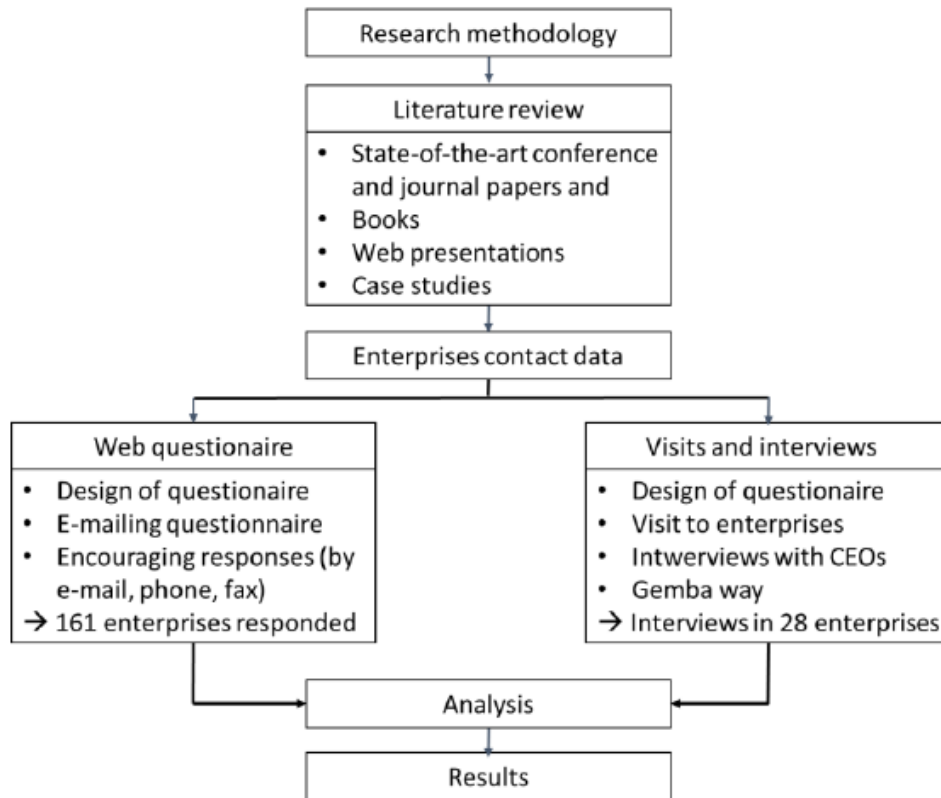 Research methodology
Literature review
• State-of-the-art conference
and journal papers and
• Books
• Web presentations
• Case studies
Enterprises contact data
Web questionaire
• Design of questionaire
• E-mailing questionnaire
• Encouraging responses (by
e-mail, phone, fax)
→ 161 enterprises responded
Visits and interviews
• Design of questionaire
• Visit to enterprises
• Intwerviews with CEOs
• Gemba way
→ Interviews in 28 enterprises
Analysis
Results